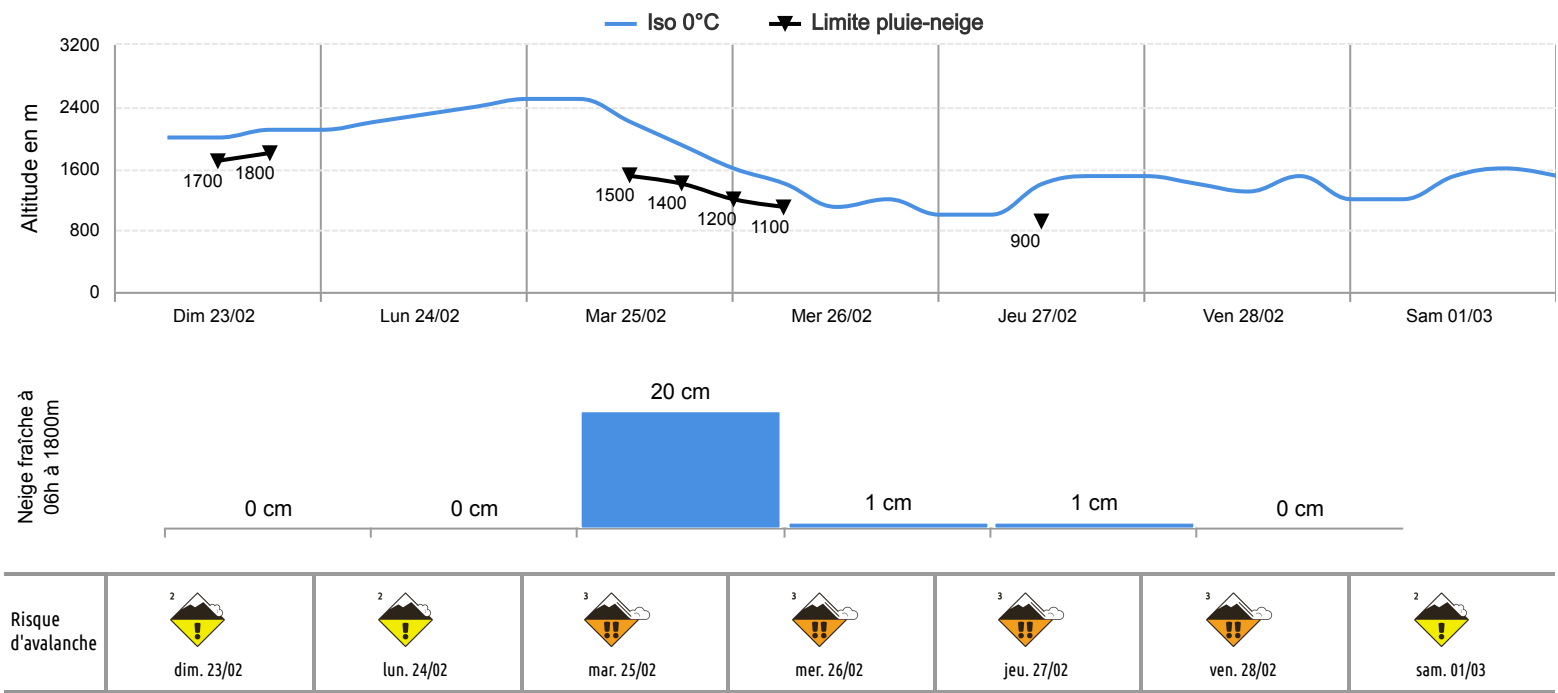 Iso 0°C Limite pluie-neige
3200
2400
1600
800
0
Altitude en m
1700 1800 1500 1400 1200 1100 900
Dim 23/02 Lun 24/02 Mar 25/02 Mer 26/02 Jeu 27/02 Ven 28/02 Sam 01/03
Neige fraîche à
06h à 1800m
0 cm 0 cm 20 cm 1 cm 1 cm 0 cm
Risque
d'avalanche
2 2 3 3 3 3 2
! ! !! !! !! !! !
dim. 23/02 lun. 24/02 mar. 25/02 mer. 26/02 jeu. 27/02 ven. 28/02 sam. 01/03